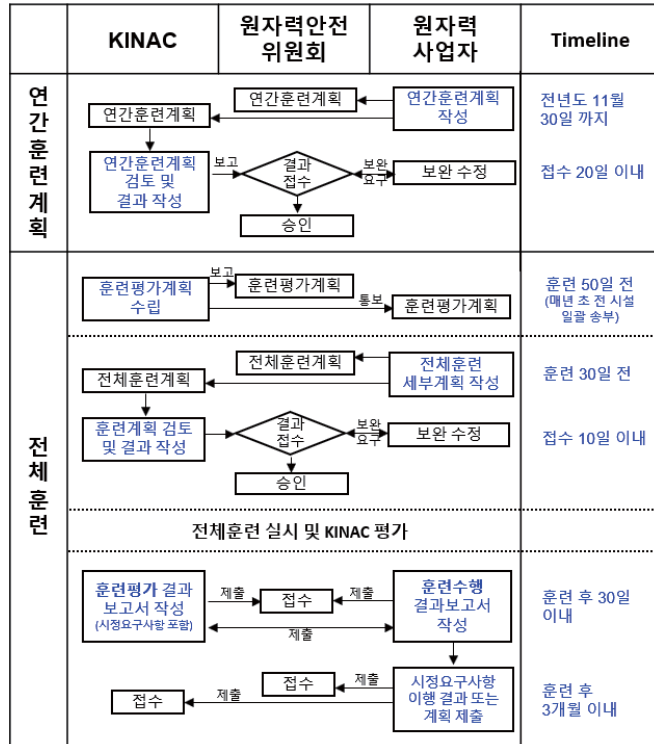 KINAC
원자력안전
위원회
원자력
사업자
Timeline
연간훈련계획
연간훈련계획
연간훈련계획
연간훈련계획
작성
전년도 11월
30일 까지
연간훈련계획
검토 및
결과 작성
보고
결과
접수
보완
요구
보완 수정
접수 20일 이내
승인
전체훈련
훈련평가계획
수립
보고
훈련평가계획
통보
훈련평가계획
훈련 50일 전
(매년 초 전 시설
일괄 송부)
전체훈련계획
전체훈련계획
전체훈련
세부계획 작성
훈련 30일 전
훈련계획 검토
및 결과 작성
결과
접수
보완
요구
보완 수정
접수 10일 이내
승인
전체훈련 실시 및 KINAC 평가
훈련평가 결과
보고서 작성
(시정요구사항 포함)
제출
접수
제출
제출
훈련수행
결과보고서
작성
훈련 후 30일
이내
접수
제출
접수
제출
시정요구사항
이행 결과 또는
계획 제출
훈련 후
3개월 이내